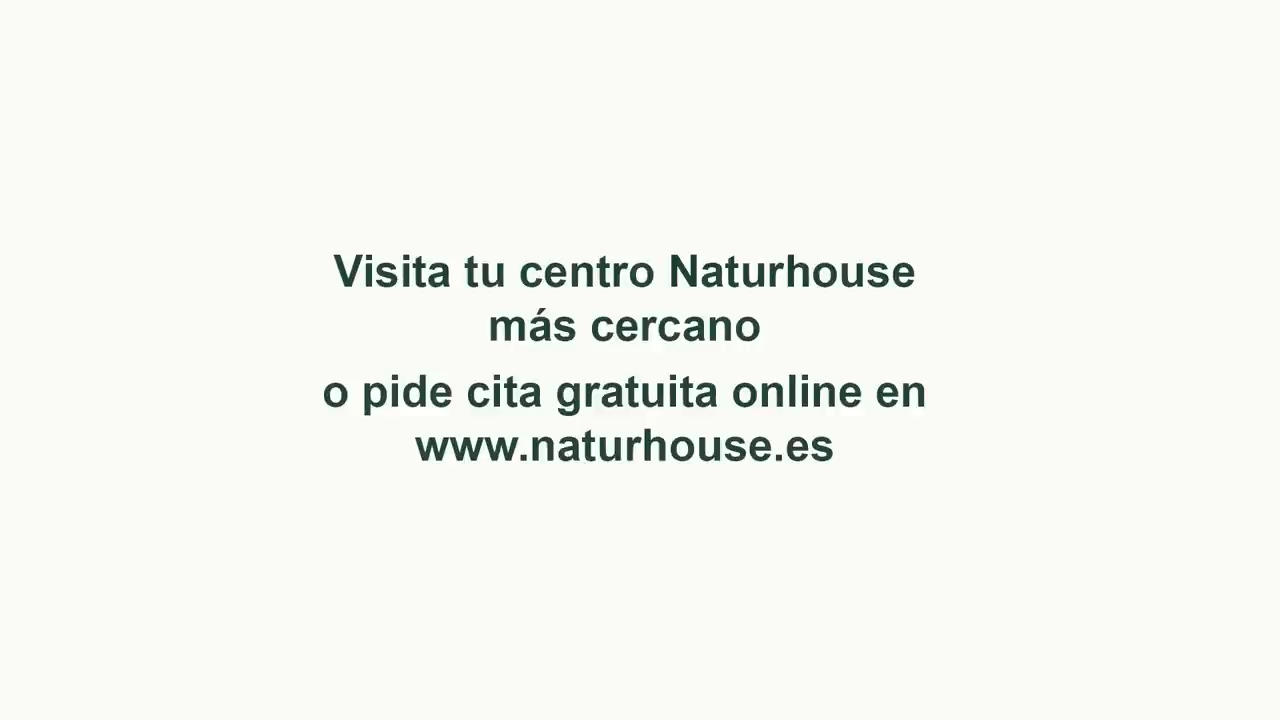 Visita tu centro Naturhouse
más cercano
o pide cita gratuita online en
www.naturhouse.es